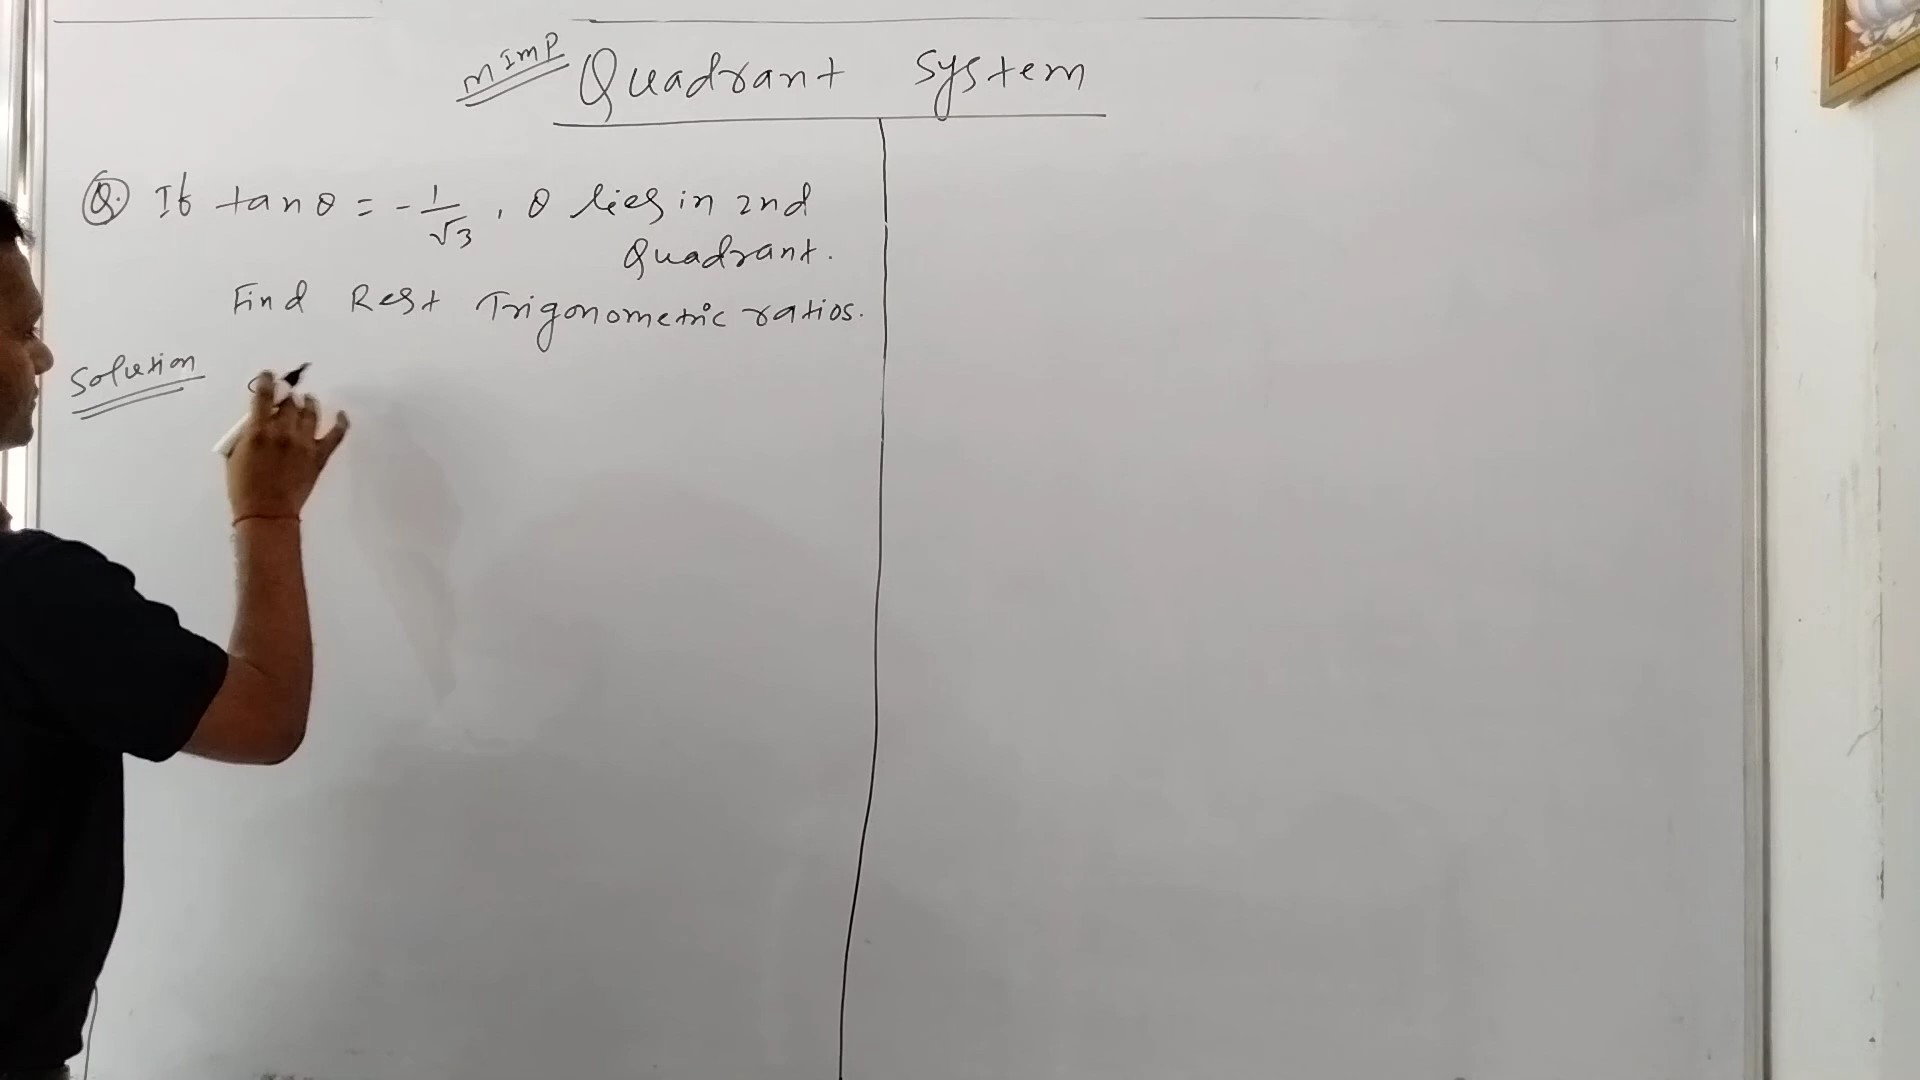 m Imp Quadrant System
Q. If tan θ = - 1/√3 , θ lies in 2nd
Quadrant.
Find Rest Trigonometric ratios.
Solution